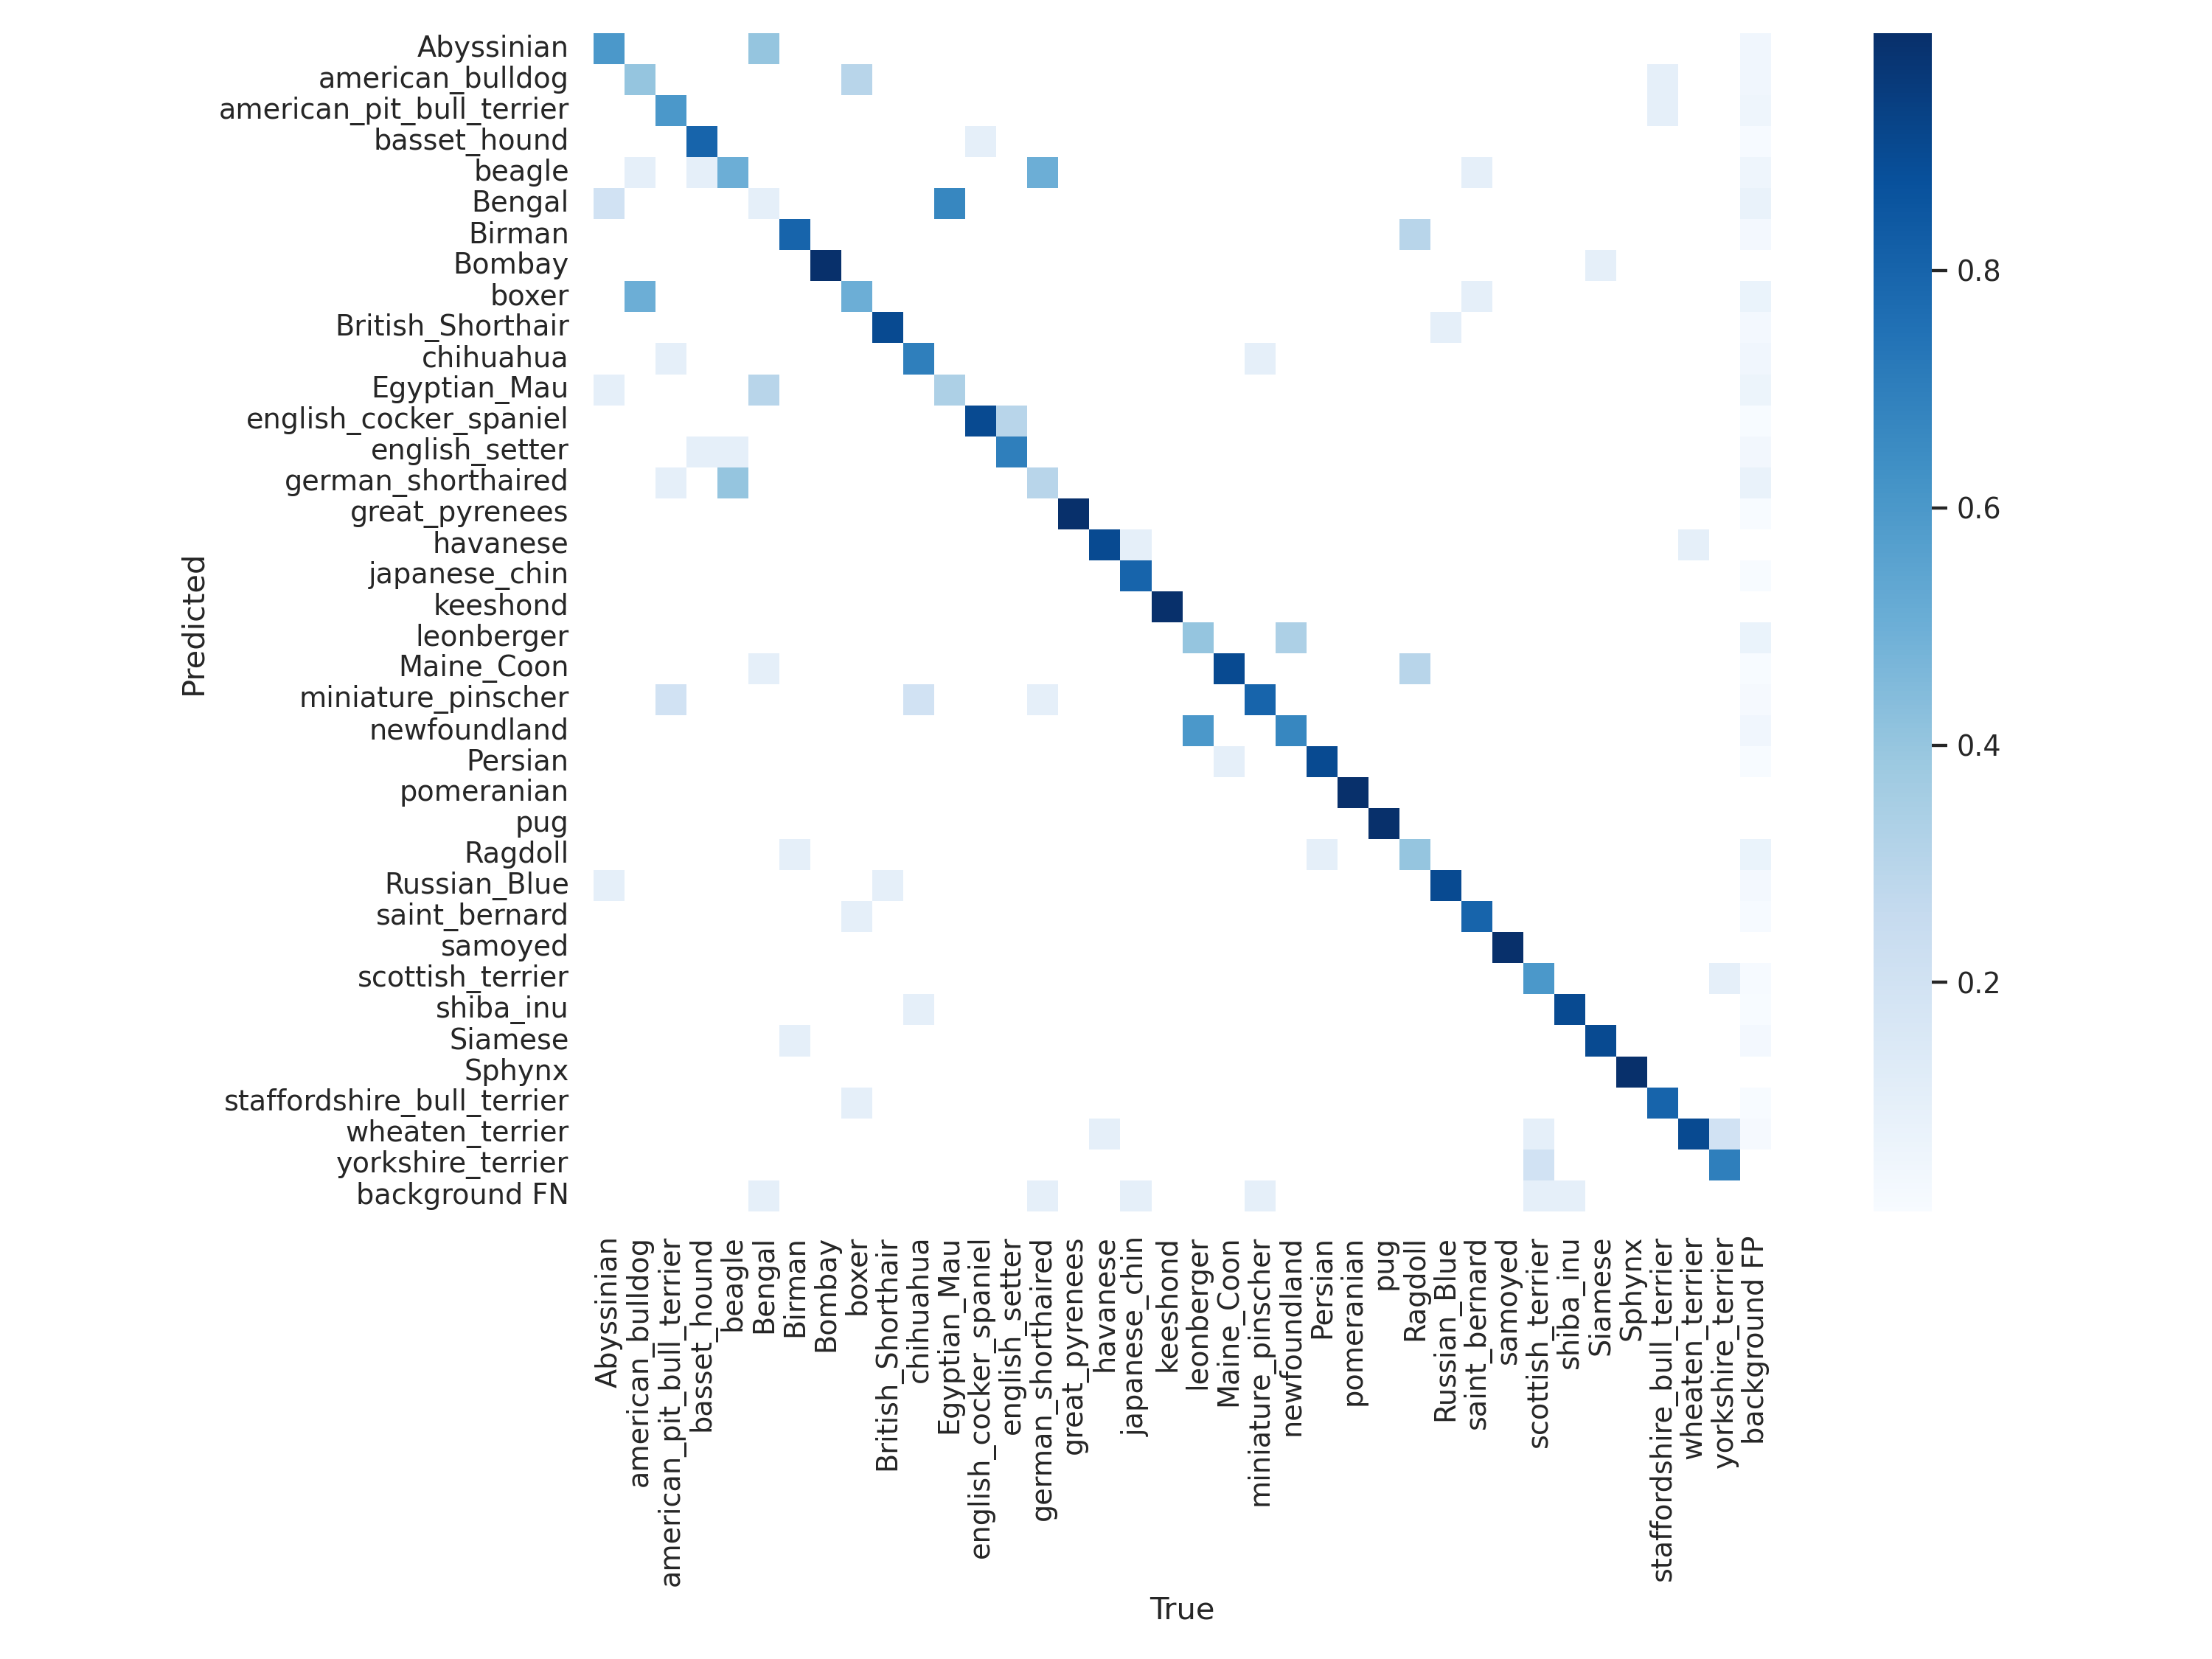 Abyssinian
american_bulldog
american_pit_bull_terrier
basset_hound
beagle
Bengal
Birman
Bombay
boxer
British_Shorthair
chihuahua
Egyptian_Mau
english_cocker_spaniel
english_setter
german_shorthaired
great_pyrenees
havanese
japanese_chin
keeshond
leonberger
Maine_Coon
miniature_pinscher
newfoundland
Persian
pomeranian
pug
Ragdoll
Russian_Blue
saint_bernard
samoyed
scottish_terrier
shiba_inu
Siamese
Sphynx
staffordshire_bull_terrier
wheaten_terrier
yorkshire_terrier
background FN
Predicted
Abyssinian
american_bulldog
american_pit_bull_terrier
basset_hound
beagle
Bengal
Birman
Bombay
boxer
British_Shorthair
chihuahua
Egyptian_Mau
english_cocker_spaniel
english_setter
german_shorthaired
great_pyrenees
havanese
japanese_chin
keeshond
leonberger
Maine_Coon
miniature_pinscher
newfoundland
Persian
pomeranian
pug
Ragdoll
Russian_Blue
saint_bernard
samoyed
scottish_terrier
shiba_inu
Siamese
Sphynx
staffordshire_bull_terrier
wheaten_terrier
yorkshire_terrier
background FP
True
0.8
0.6
0.4
0.2